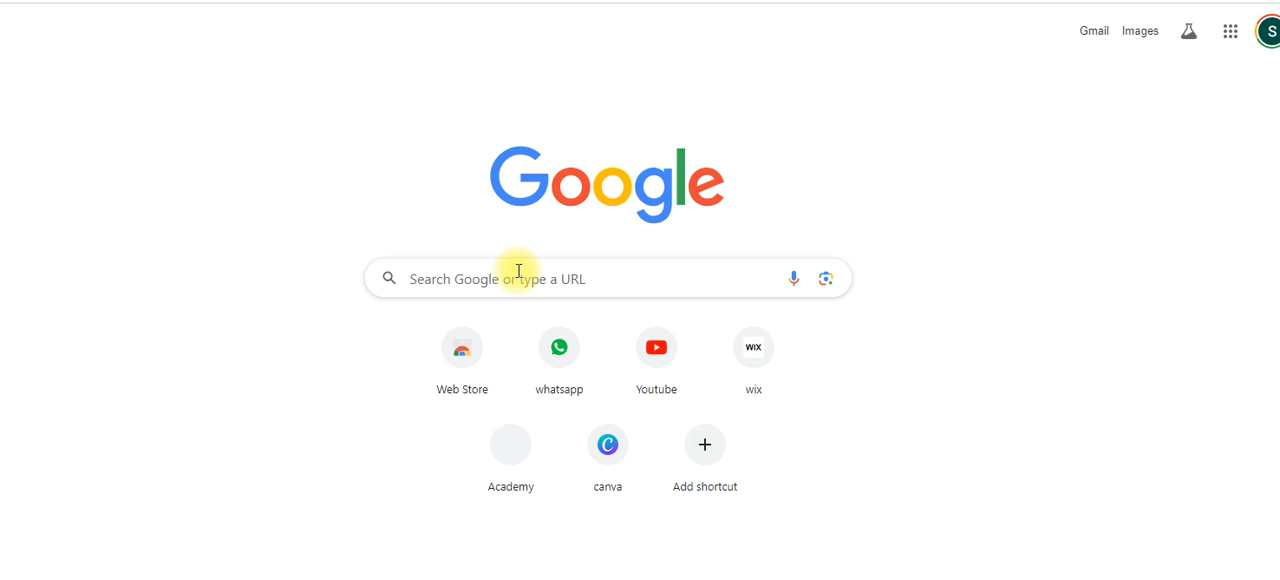 Gmail Images S
Google
Search Google or type a URL
WIX
Web Store whatsapp Youtube wix
C
Academy canva Add shortcut